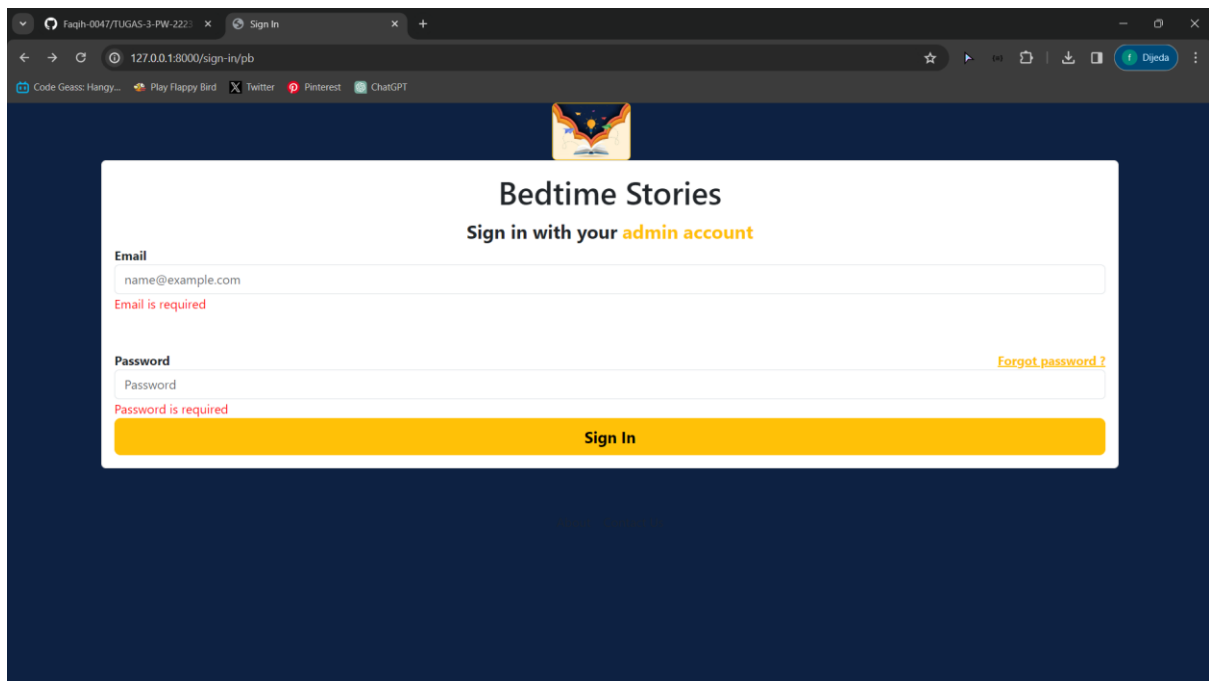 Faqih-0047/TUGAS-3-PW-2223
Sign In
127.0.0.1:8000/sign-in/pb
f Dijeda
Code Geass: Hangy...
Play Flappy Bird
Twitter
Pinterest
ChatGPT
Bedtime Stories
Sign in with your admin account
Email
name@example.com
Email is required
Password
Forgot password ?
Password
Password is required
Sign In